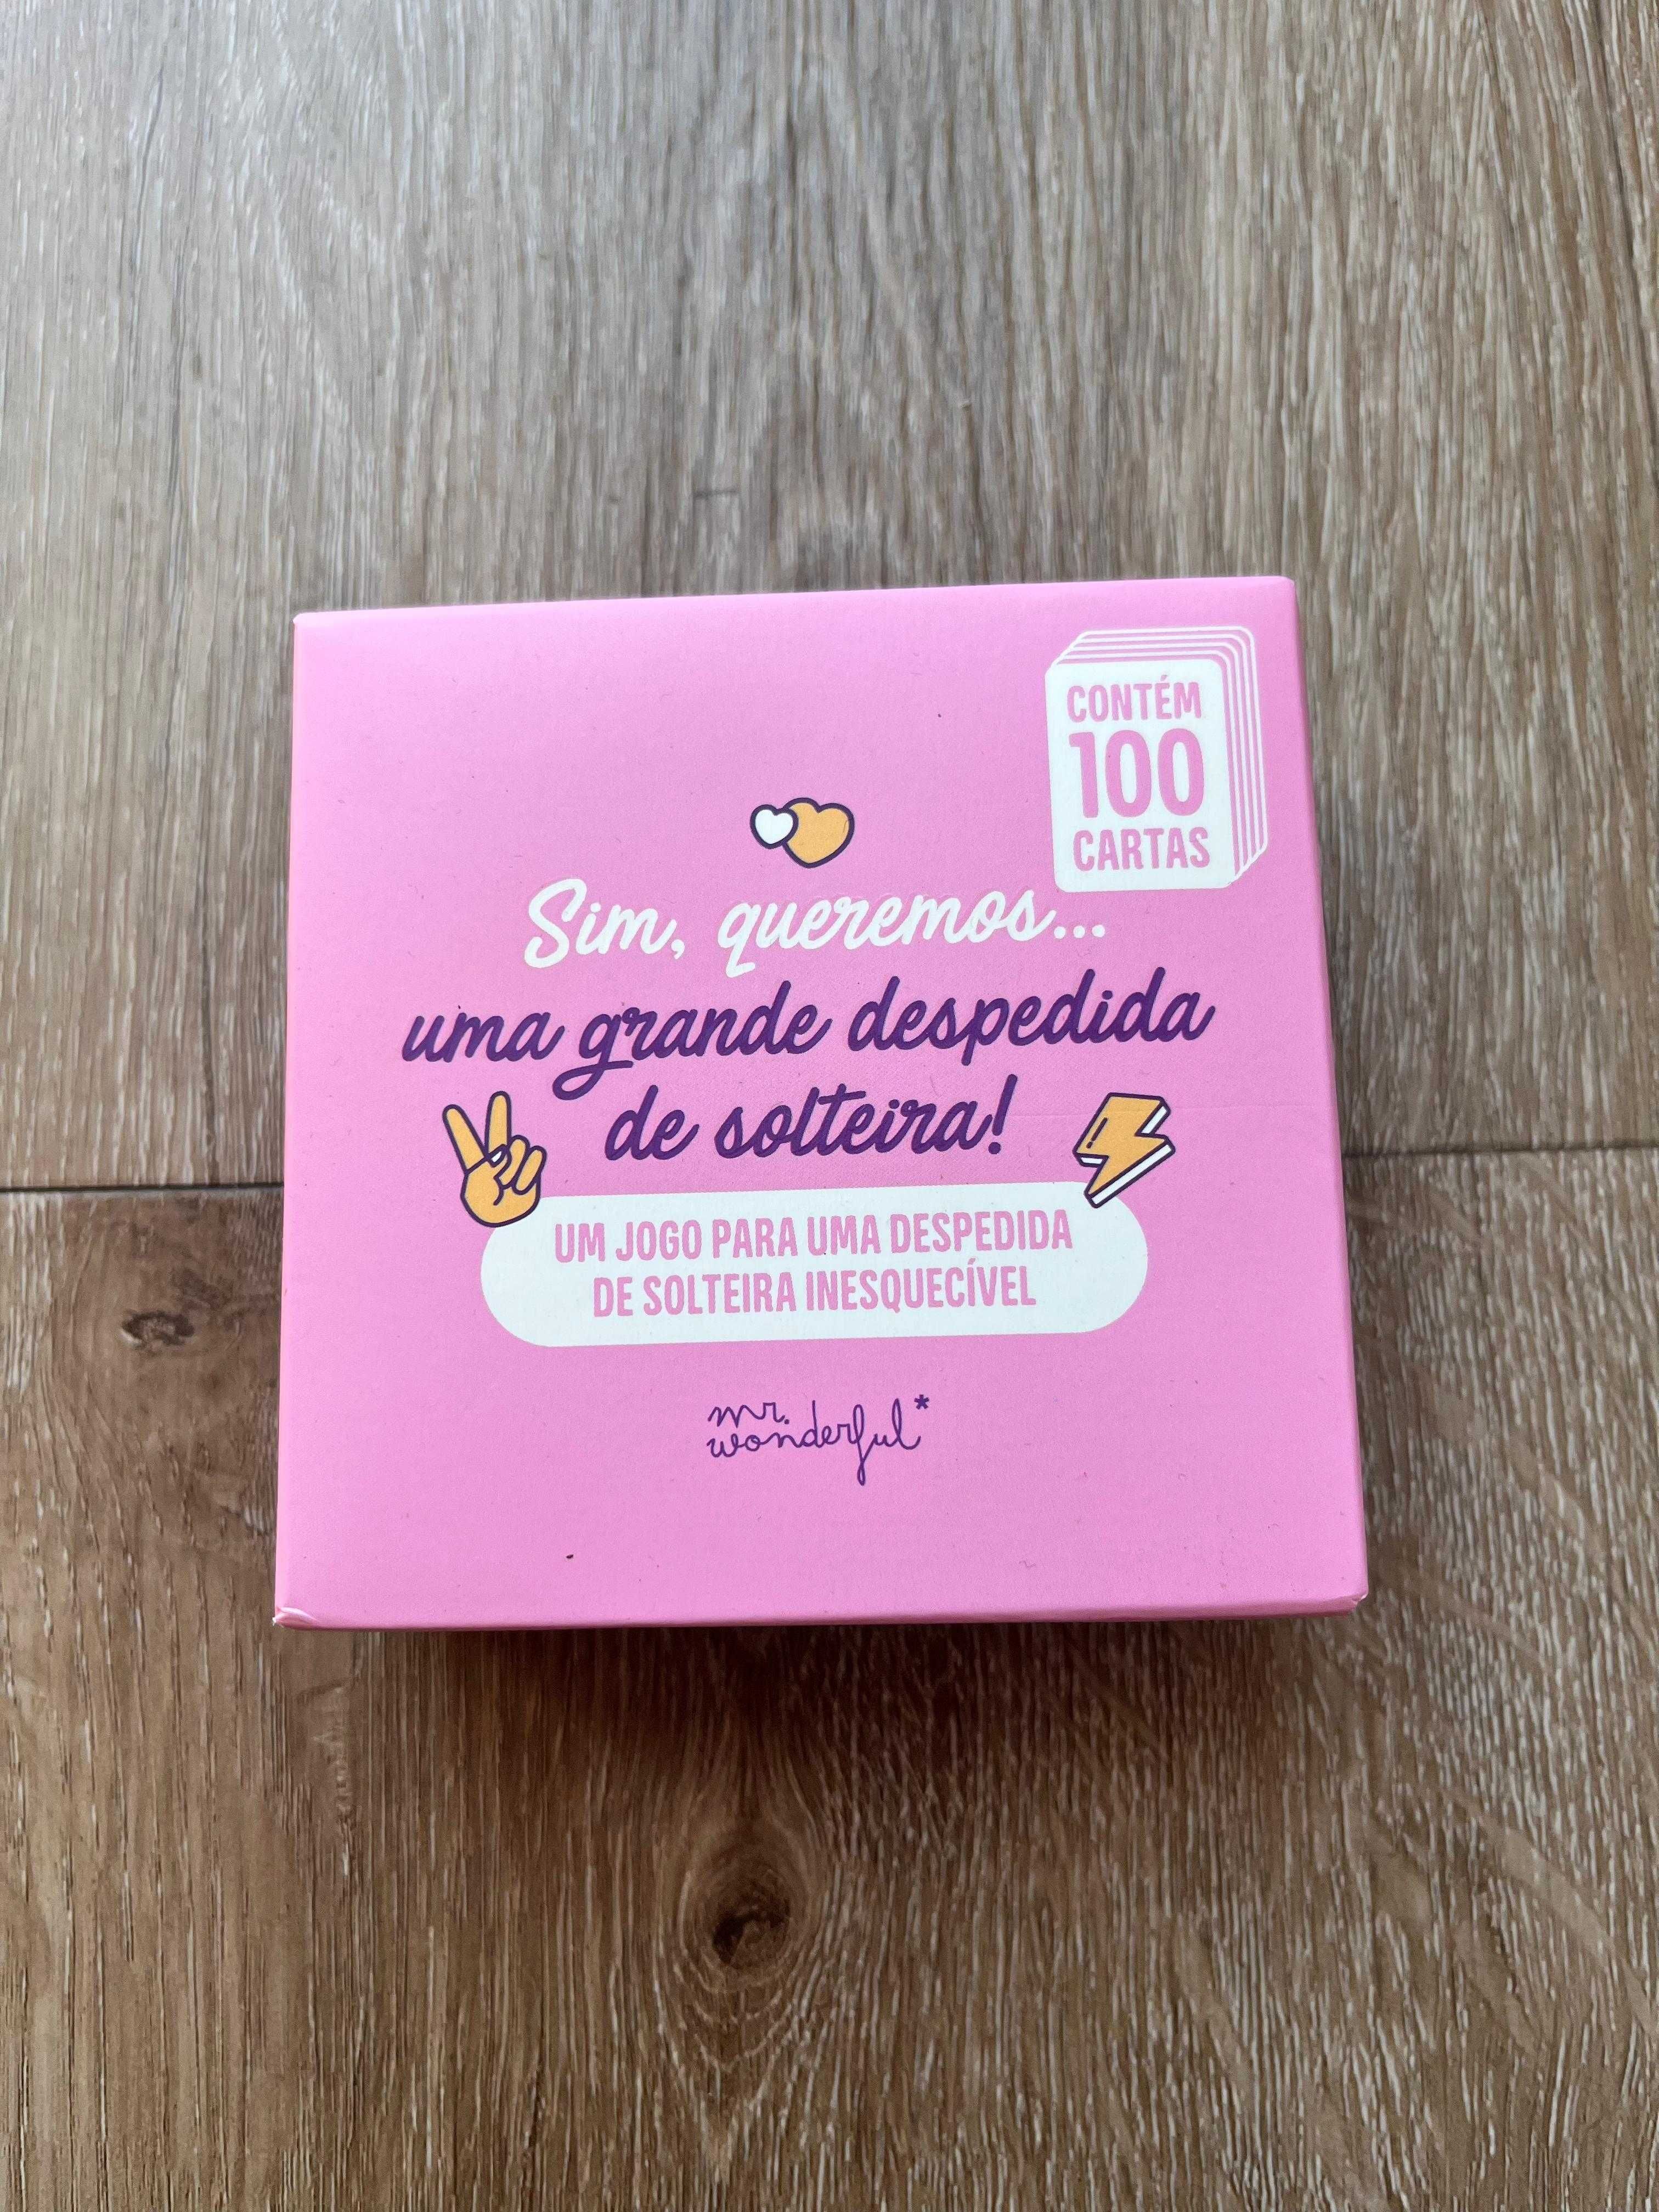 CONTÉM
100
CARTAS
Sim, queremos...
uma grande despedida
de solteira!
UM JOGO PARA UMA DESPEDIDA
DE SOLTEIRA INESQUECÍVEL
mr.
wonderful*